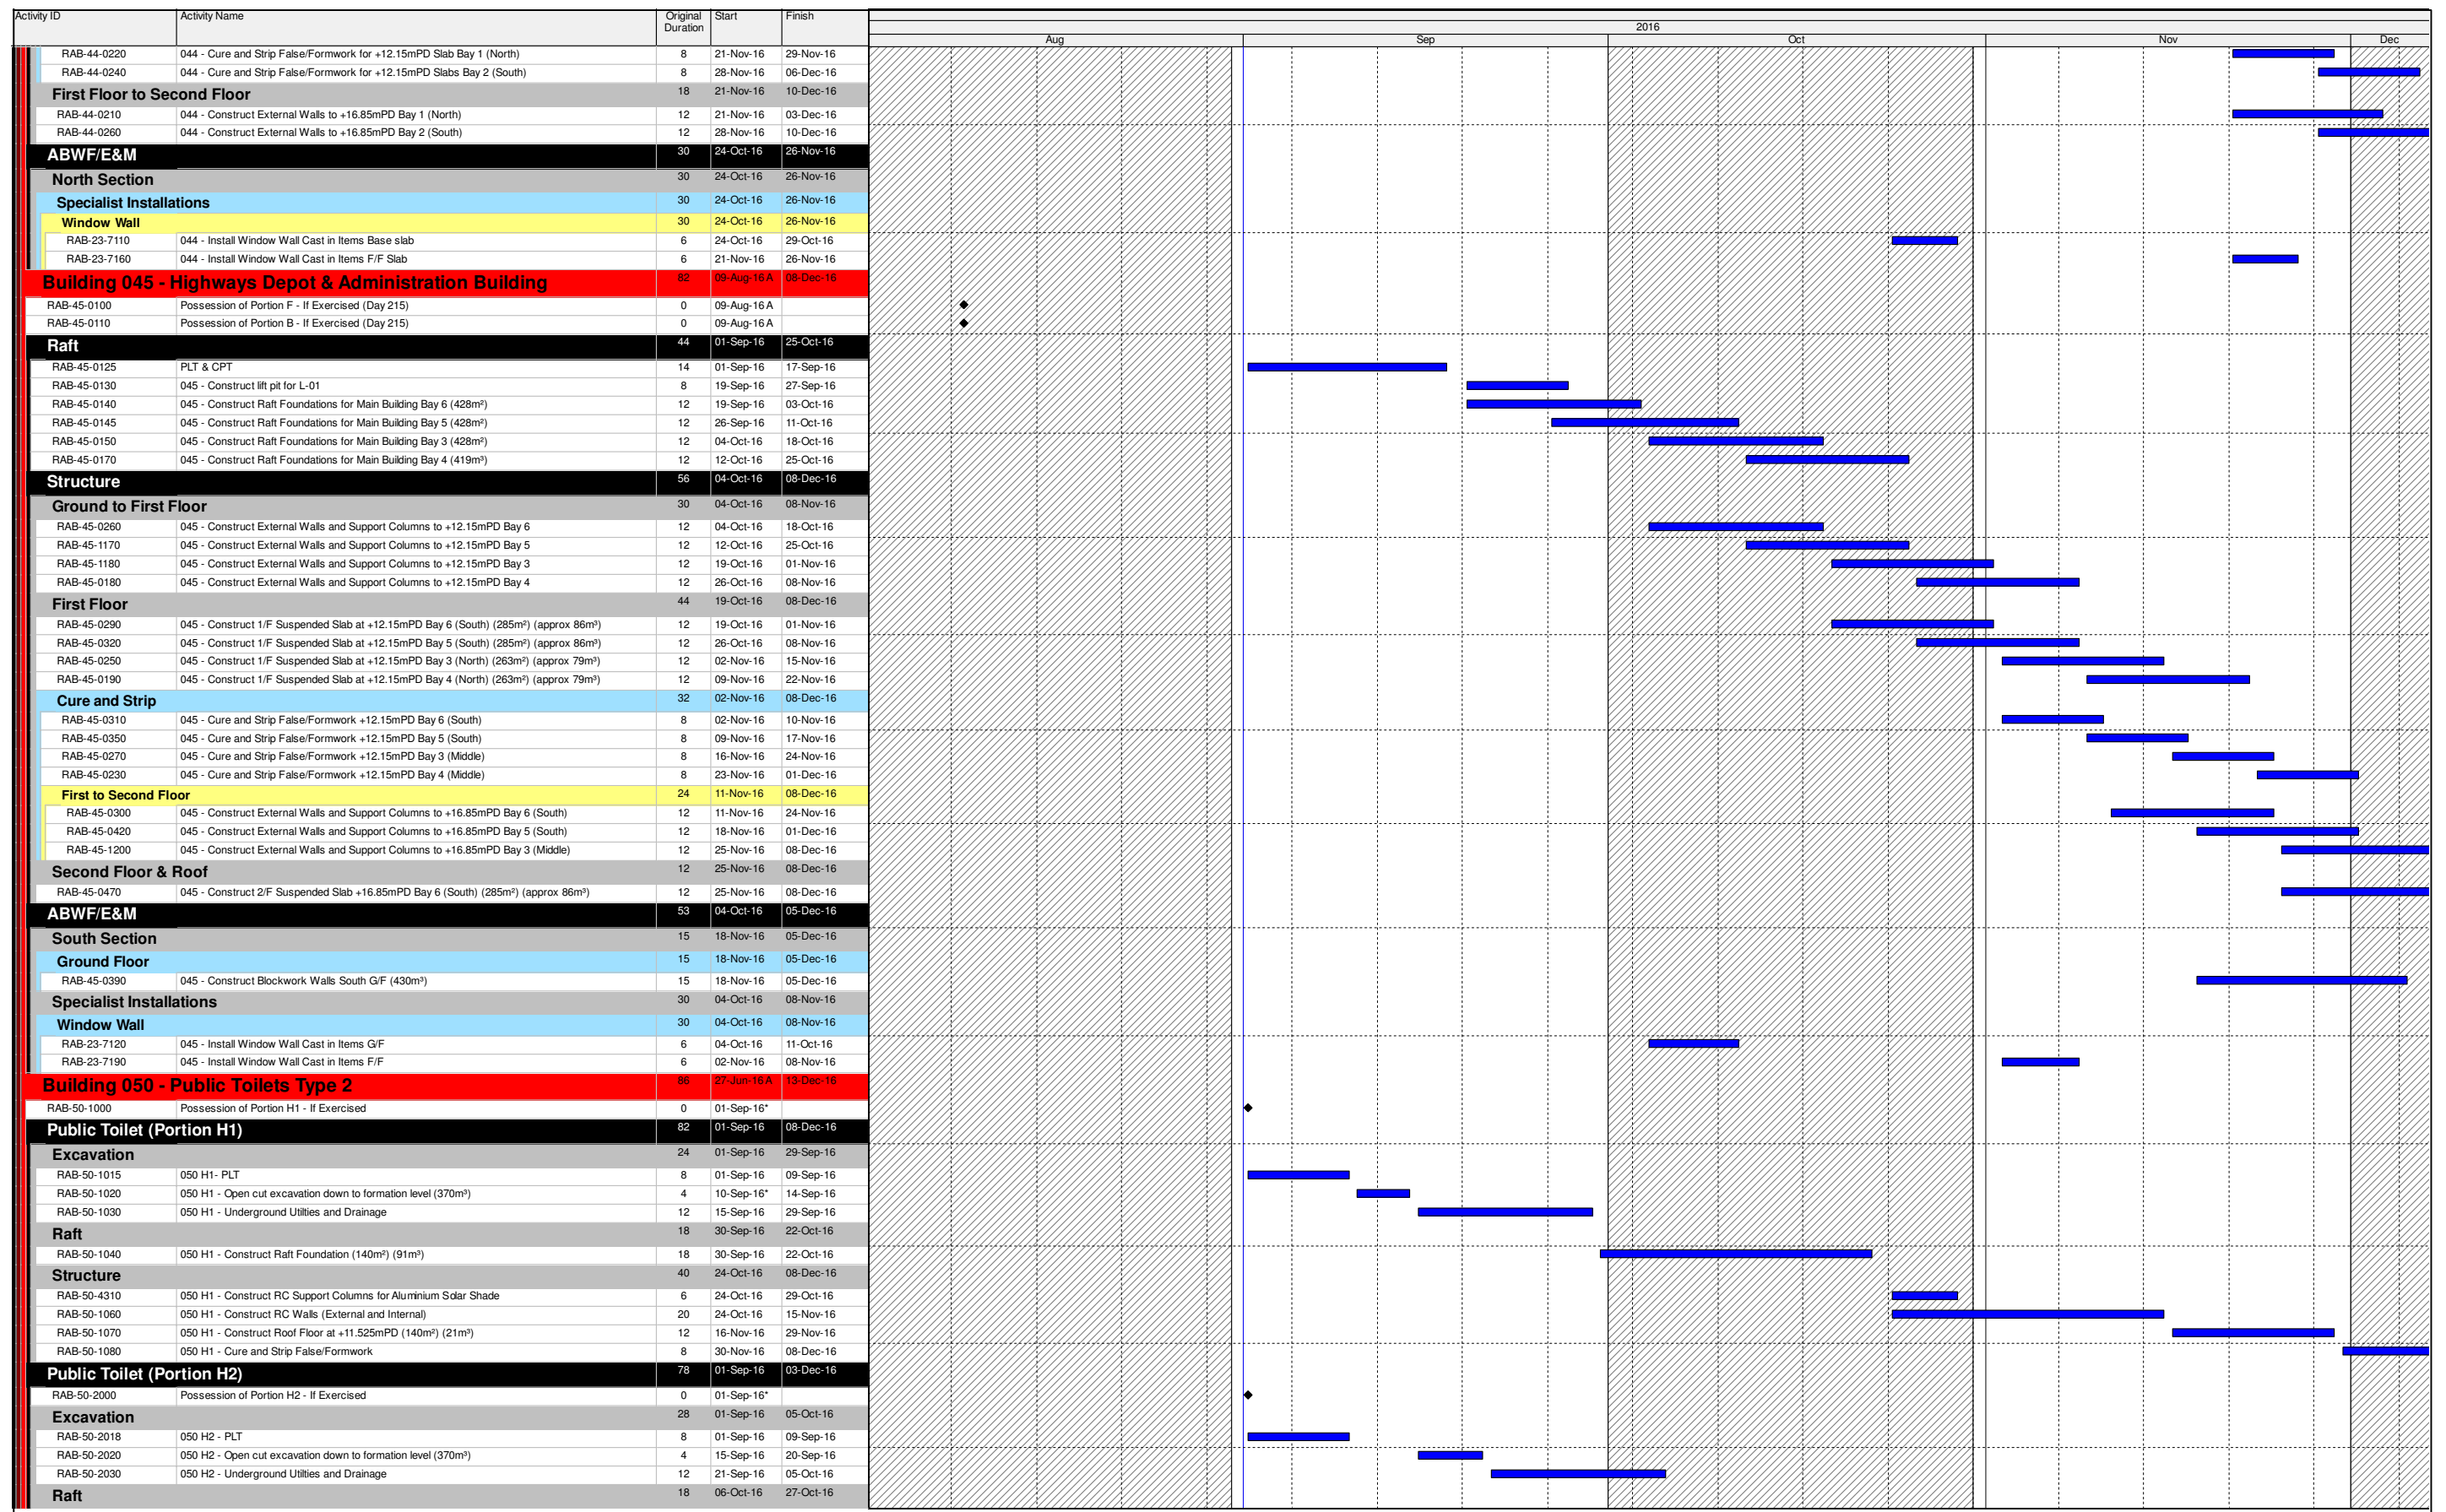 Activity ID Activity Name Original Duration Start Finish 2016
Aug Sep Oct Nov Dec
RAB-44-0220 044 - Cure and Strip False/Formwork for +12.15mPD Slab Bay 1 (North) 8 21-Nov-16 29-Nov-16
RAB-44-0240 044 - Cure and Strip False/Formwork for +12.15mPD Slabs Bay 2 (South) 8 28-Nov-16 06-Dec-16
First Floor to Second Floor 18 21-Nov-16 10-Dec-16
RAB-44-0210 044 - Construct External Walls to +16.85mPD Bay 1 (North) 12 21-Nov-16 03-Dec-16
RAB-44-0260 044 - Construct External Walls to +16.85mPD Bay 2 (South) 12 28-Nov-16 10-Dec-16
ABWF/E&M 30 24-Oct-16 26-Nov-16
North Section 30 24-Oct-16 26-Nov-16
Specialist Installations 30 24-Oct-16 26-Nov-16
Window Wall 30 24-Oct-16 26-Nov-16
RAB-23-7110 044 - Install Window Wall Cast in Items Base slab 6 24-Oct-16 29-Oct-16
RAB-23-7160 044 - Install Window Wall Cast in Items F/F Slab 6 21-Nov-16 26-Nov-16
Building 045 - Highways Depot & Administration Building 82 09-Aug-16 A 08-Dec-16
RAB-45-0100 Possession of Portion F - If Exercised (Day 215) 0 09-Aug-16 A
RAB-45-0110 Possession of Portion B - If Exercised (Day 215) 0 09-Aug-16 A
Raft 44 01-Sep-16 25-Oct-16
RAB-45-0125 PLT & CPT 14 01-Sep-16 17-Sep-16
RAB-45-0130 045 - Construct lift pit for L-01 8 19-Sep-16 27-Sep-16
RAB-45-0140 045 - Construct Raft Foundations for Main Building Bay 6 (428m²) 12 19-Sep-16 03-Oct-16
RAB-45-0145 045 - Construct Raft Foundations for Main Building Bay 5 (428m²) 12 26-Sep-16 11-Oct-16
RAB-45-0150 045 - Construct Raft Foundations for Main Building Bay 3 (428m²) 12 04-Oct-16 18-Oct-16
RAB-45-0170 045 - Construct Raft Foundations for Main Building Bay 4 (419m³) 12 12-Oct-16 25-Oct-16
Structure 56 04-Oct-16 08-Dec-16
Ground to First Floor 30 04-Oct-16 08-Nov-16
RAB-45-0260 045 - Construct External Walls and Support Columns to +12.15mPD Bay 6 12 04-Oct-16 18-Oct-16
RAB-45-1170 045 - Construct External Walls and Support Columns to +12.15mPD Bay 5 12 12-Oct-16 25-Oct-16
RAB-45-1180 045 - Construct External Walls and Support Columns to +12.15mPD Bay 3 12 19-Oct-16 01-Nov-16
RAB-45-0180 045 - Construct External Walls and Support Columns to +12.15mPD Bay 4 12 26-Oct-16 08-Nov-16
First Floor 44 19-Oct-16 08-Dec-16
RAB-45-0290 045 - Construct 1/F Suspended Slab at +12.15mPD Bay 6 (South) (285m²) (approx 86m³) 12 19-Oct-16 01-Nov-16
RAB-45-0320 045 - Construct 1/F Suspended Slab at +12.15mPD Bay 5 (South) (285m²) (approx 86m³) 12 26-Oct-16 08-Nov-16
RAB-45-0250 045 - Construct 1/F Suspended Slab at +12.15mPD Bay 3 (North) (263m²) (approx 79m³) 12 02-Nov-16 15-Nov-16
RAB-45-0190 045 - Construct 1/F Suspended Slab at +12.15mPD Bay 4 (North) (263m²) (approx 79m³) 12 09-Nov-16 22-Nov-16
Cure and Strip 32 02-Nov-16 08-Dec-16
RAB-45-0310 045 - Cure and Strip False/Formwork +12.15mPD Bay 6 (South) 8 02-Nov-16 10-Nov-16
RAB-45-0350 045 - Cure and Strip False/Formwork +12.15mPD Bay 5 (South) 8 09-Nov-16 17-Nov-16
RAB-45-0270 045 - Cure and Strip False/Formwork +12.15mPD Bay 3 (Middle) 8 16-Nov-16 24-Nov-16
RAB-45-0230 045 - Cure and Strip False/Formwork +12.15mPD Bay 4 (Middle) 8 23-Nov-16 01-Dec-16
First to Second Floor 24 11-Nov-16 08-Dec-16
RAB-45-0300 045 - Construct External Walls and Support Columns to +16.85mPD Bay 6 (South) 12 11-Nov-16 24-Nov-16
RAB-45-0420 045 - Construct External Walls and Support Columns to +16.85mPD Bay 5 (South) 12 18-Nov-16 01-Dec-16
RAB-45-1200 045 - Construct External Walls and Support Columns to +16.85mPD Bay 3 (Middle) 12 25-Nov-16 08-Dec-16
Second Floor & Roof 12 25-Nov-16 08-Dec-16
RAB-45-0470 045 - Construct 2/F Suspended Slab +16.85mPD Bay 6 (South) (285m²) (approx 86m³) 12 25-Nov-16 08-Dec-16
ABWF/E&M 53 04-Oct-16 05-Dec-16
South Section 15 18-Nov-16 05-Dec-16
Ground Floor 15 18-Nov-16 05-Dec-16
RAB-45-0390 045 - Construct Blockwork Walls South G/F (430m³) 15 18-Nov-16 05-Dec-16
Specialist Installations 30 04-Oct-16 08-Nov-16
Window Wall 30 04-Oct-16 08-Nov-16
RAB-23-7120 045 - Install Window Wall Cast in Items G/F 6 04-Oct-16 11-Oct-16
RAB-23-7190 045 - Install Window Wall Cast in Items F/F 6 02-Nov-16 08-Nov-16
Building 050 - Public Toilets Type 2 86 27-Jun-16 A 13-Dec-16
RAB-50-1000 Possession of Portion H1 - If Exercised 0 01-Sep-16*
Public Toilet (Portion H1) 82 01-Sep-16 08-Dec-16
Excavation 24 01-Sep-16 29-Sep-16
RAB-50-1015 050 H1- PLT 8 01-Sep-16 09-Sep-16
RAB-50-1020 050 H1 - Open cut excavation down to formation level (370m³) 4 10-Sep-16* 14-Sep-16
RAB-50-1030 050 H1 - Underground Utilties and Drainage 12 15-Sep-16 29-Sep-16
Raft 18 30-Sep-16 22-Oct-16
RAB-50-1040 050 H1 - Construct Raft Foundation (140m²) (91m³) 18 30-Sep-16 22-Oct-16
Structure 40 24-Oct-16 08-Dec-16
RAB-50-4310 050 H1 - Construct RC Support Columns for Aluminium Solar Shade 6 24-Oct-16 29-Oct-16
RAB-50-1060 050 H1 - Construct RC Walls (External and Internal) 20 24-Oct-16 15-Nov-16
RAB-50-1070 050 H1 - Construct Roof Floor at +11.525mPD (140m²) (21m³) 12 16-Nov-16 29-Nov-16
RAB-50-1080 050 H1 - Cure and Strip False/Formwork 8 30-Nov-16 08-Dec-16
Public Toilet (Portion H2) 78 01-Sep-16 03-Dec-16
RAB-50-2000 Possession of Portion H2 - If Exercised 0 01-Sep-16*
Excavation 28 01-Sep-16 05-Oct-16
RAB-50-2018 050 H2 - PLT 8 01-Sep-16 09-Sep-16
RAB-50-2020 050 H2 - Open cut excavation down to formation level (370m³) 4 15-Sep-16 20-Sep-16
RAB-50-2030 050 H2 - Underground Utilties and Drainage 12 21-Sep-16 05-Oct-16
Raft 18 06-Oct-16 27-Oct-16